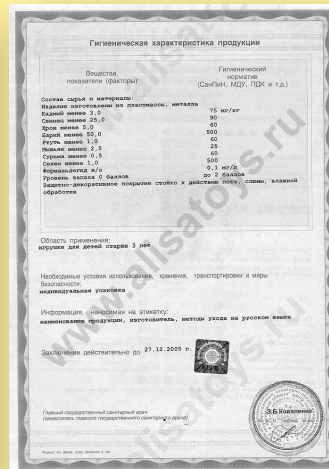 Гигиеническая характеристика продукции
Вещества, показатели (факторы)
Гигиенический норматив (СанПиН, МДУ, ПДК и т.д.)
Состав сырья и материалы:
Изделия изготовлены из пластмассы, металла
Кадмий менее 3,0 75 мг/кг
Свинец менее 25,0 90
Хром менее 5,0 60
Барий менее 50,0 500
Ртуть менее 1,0 60
Мышьяк менее 2,5 25
Сурьма менее 0,5 60
Селен менее 1,0 500
Формальдегид н/о 0,1 мг/л
Уровень запаха 0 баллов до 2 баллов
Защитно-декоративное покрытие стойко к действию пота, слюны, влажной
обработке
Область применения:
игрушки для детей старше 3 лет
Необходимые условия использования, хранения, транспортировки и меры
безопасности:
индивидуальная упаковка
Информация, наносимая на этикетку:
наименование продукции, изготовитель, методы ухода на русском языке
Заключение действительно до 27.12.2005 г.
Главный государственный санитарный врач
(заместитель главного государственного санитарного врача)
Э.Б.Коваленко
www.alisatoys.ru